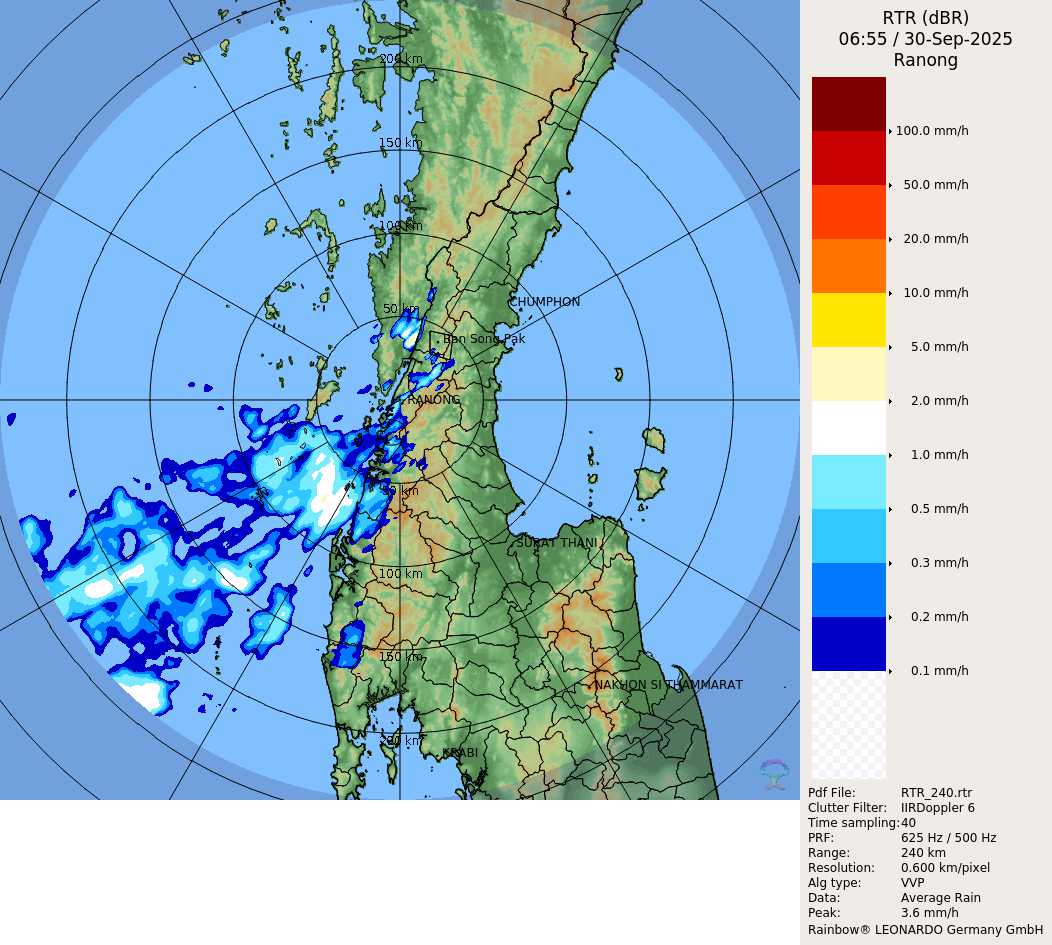 RTR (dBR)
06:55 / 30-Sep-2025
Ranong
100.0 mm/h
50.0 mm/h
20.0 mm/h
10.0 mm/h
5.0 mm/h
2.0 mm/h
1.0 mm/h
0.5 mm/h
0.3 mm/h
0.2 mm/h
0.1 mm/h
200 km
150 km
100 km
50 km
CHUMPHON
Ban Song Pak
RANONG
50 km
SURAT THANI
100 km
150 km
NAKHON SI THAMMARAT
200 km
KRABI
Pdf File: RTR_240.rtr
Clutter Filter: IIRDoppler 6
Time sampling:40
PRF: 625 Hz / 500 Hz
Range: 240 km
Resolution: 0.600 km/pixel
Alg type: VVP
Data: Average Rain
Peak: 3.6 mm/h
Rainbow® LEONARDO Germany GmbH